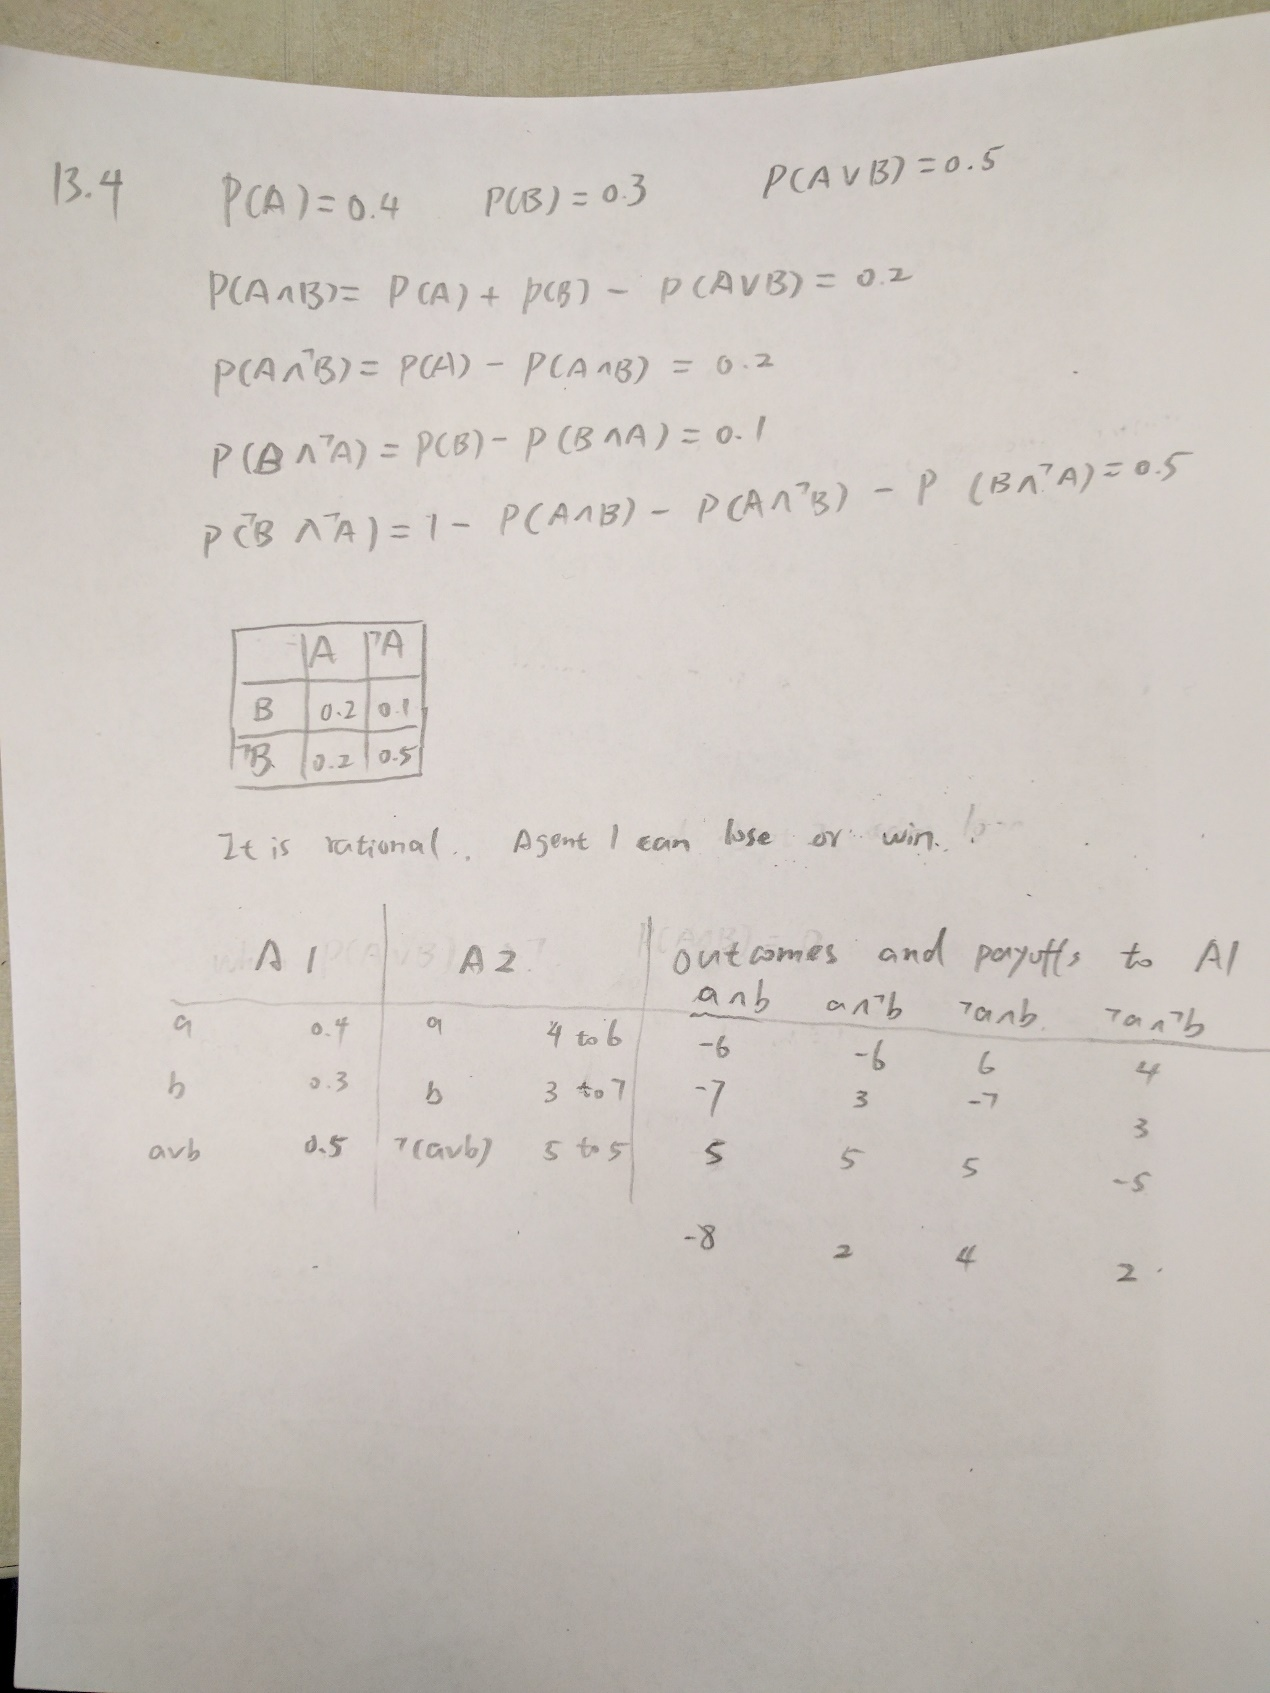 13.4 P(A)=0.4 P(B)=0.3 P(A∨B)=0.5
P(A∧B)= P(A)+ P(B) - P(A∨B)= 0.2
P(A∧¬B)= P(A) - P(A∧B) = 0.2
P(B∧¬A)= P(B)- P(B∧A)= 0.1
P(¬B∧¬A)=1- P(A∧B) - P(A∧¬B) - P (B∧¬A)=0.5
A ¬A
B 0.2 0.1
¬B 0.2 0.5
It is rational. Agent 1 can lose or win.
A1 A2 outcomes and payoffs to A1
a∧b a∧¬b ¬a∧b ¬a∧¬b
a 0.4 a 4 to 6 -6 -6 6 4
b 0.3 b 3 to 7 -7 3 -7 3
a∨b 0.5 ¬(a∨b) 5 to 5 5 5 5 -5
-8 2 4 2